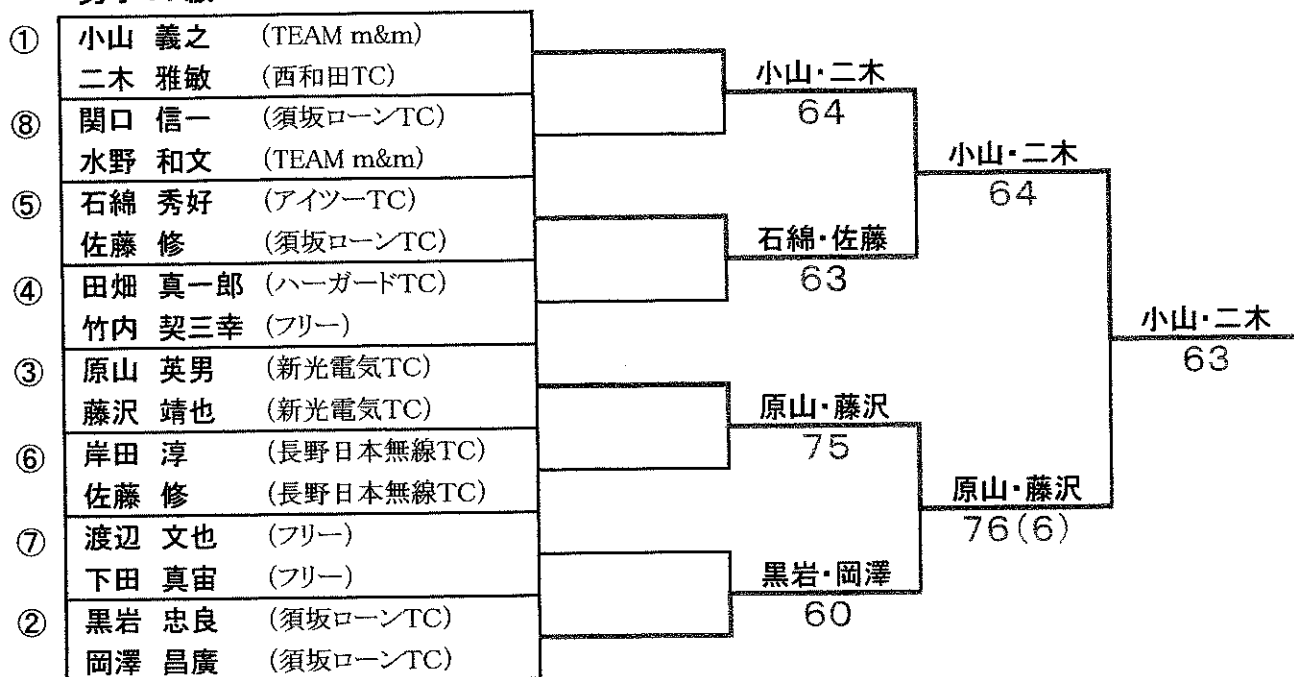 ① 小山 義之 (TEAM m&m)
二木 雅敏 (西和田TC)
⑧ 関口 信一 (須坂ローンTC)
水野 和文 (TEAM m&m)
⑤ 石綿 秀好 (アイツーTC)
佐藤 修 (須坂ローンTC)
④ 田畑 真一郎 (ハーガードTC)
竹内 契三幸 (フリー)
③ 原山 英男 (新光電気TC)
藤沢 靖也 (新光電気TC)
⑥ 岸田 淳 (長野日本無線TC)
佐藤 修 (長野日本無線TC)
⑦ 渡辺 文也 (フリー)
下田 真宙 (フリー)
② 黒岩 忠良 (須坂ローンTC)
岡澤 昌廣 (須坂ローンTC)
小山・二木
64
石綿・佐藤
63
原山・藤沢
75
黒岩・岡澤
60
小山・二木
64
原山・藤沢
76(6)
小山・二木
63